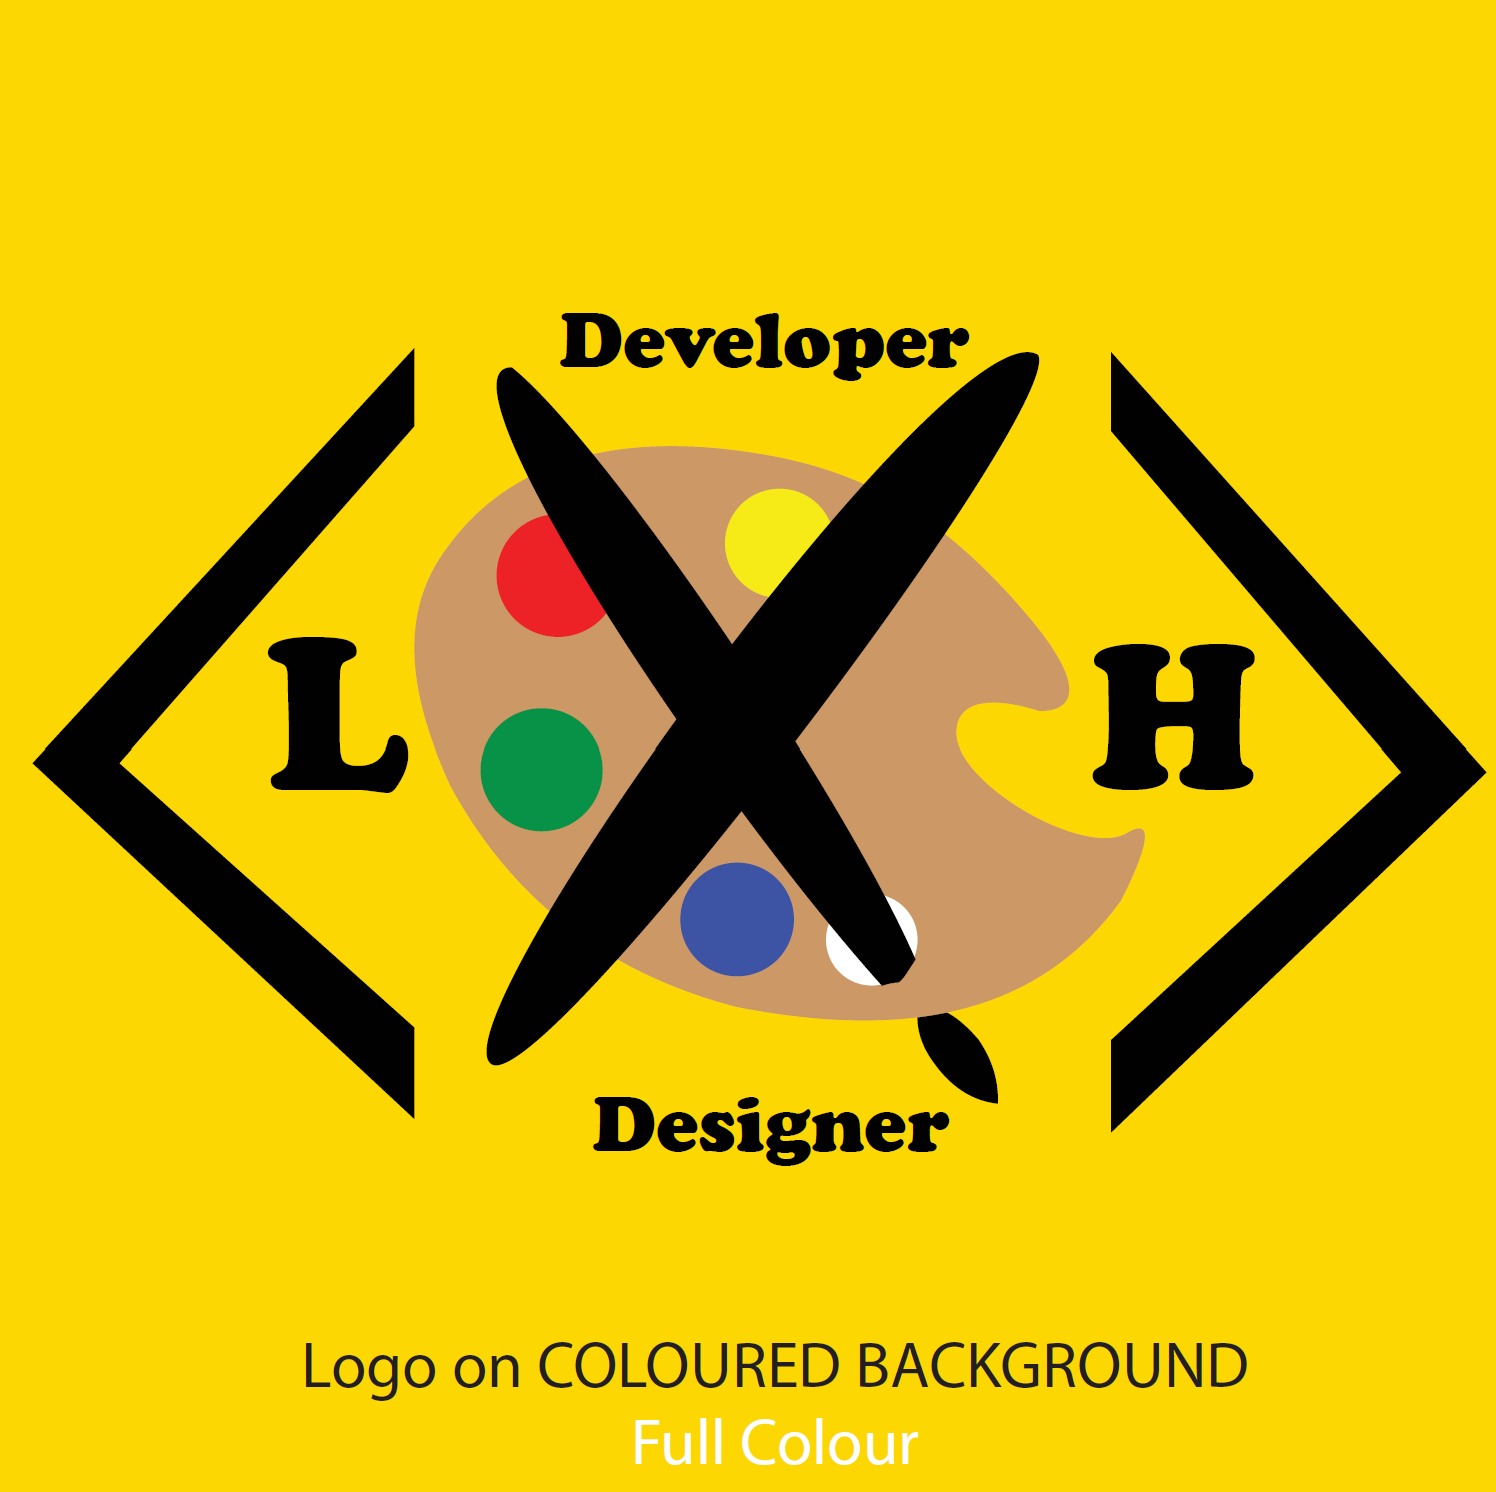 Developer
L X H
Designer
Logo on COLOURED BACKGROUND
Full Colour